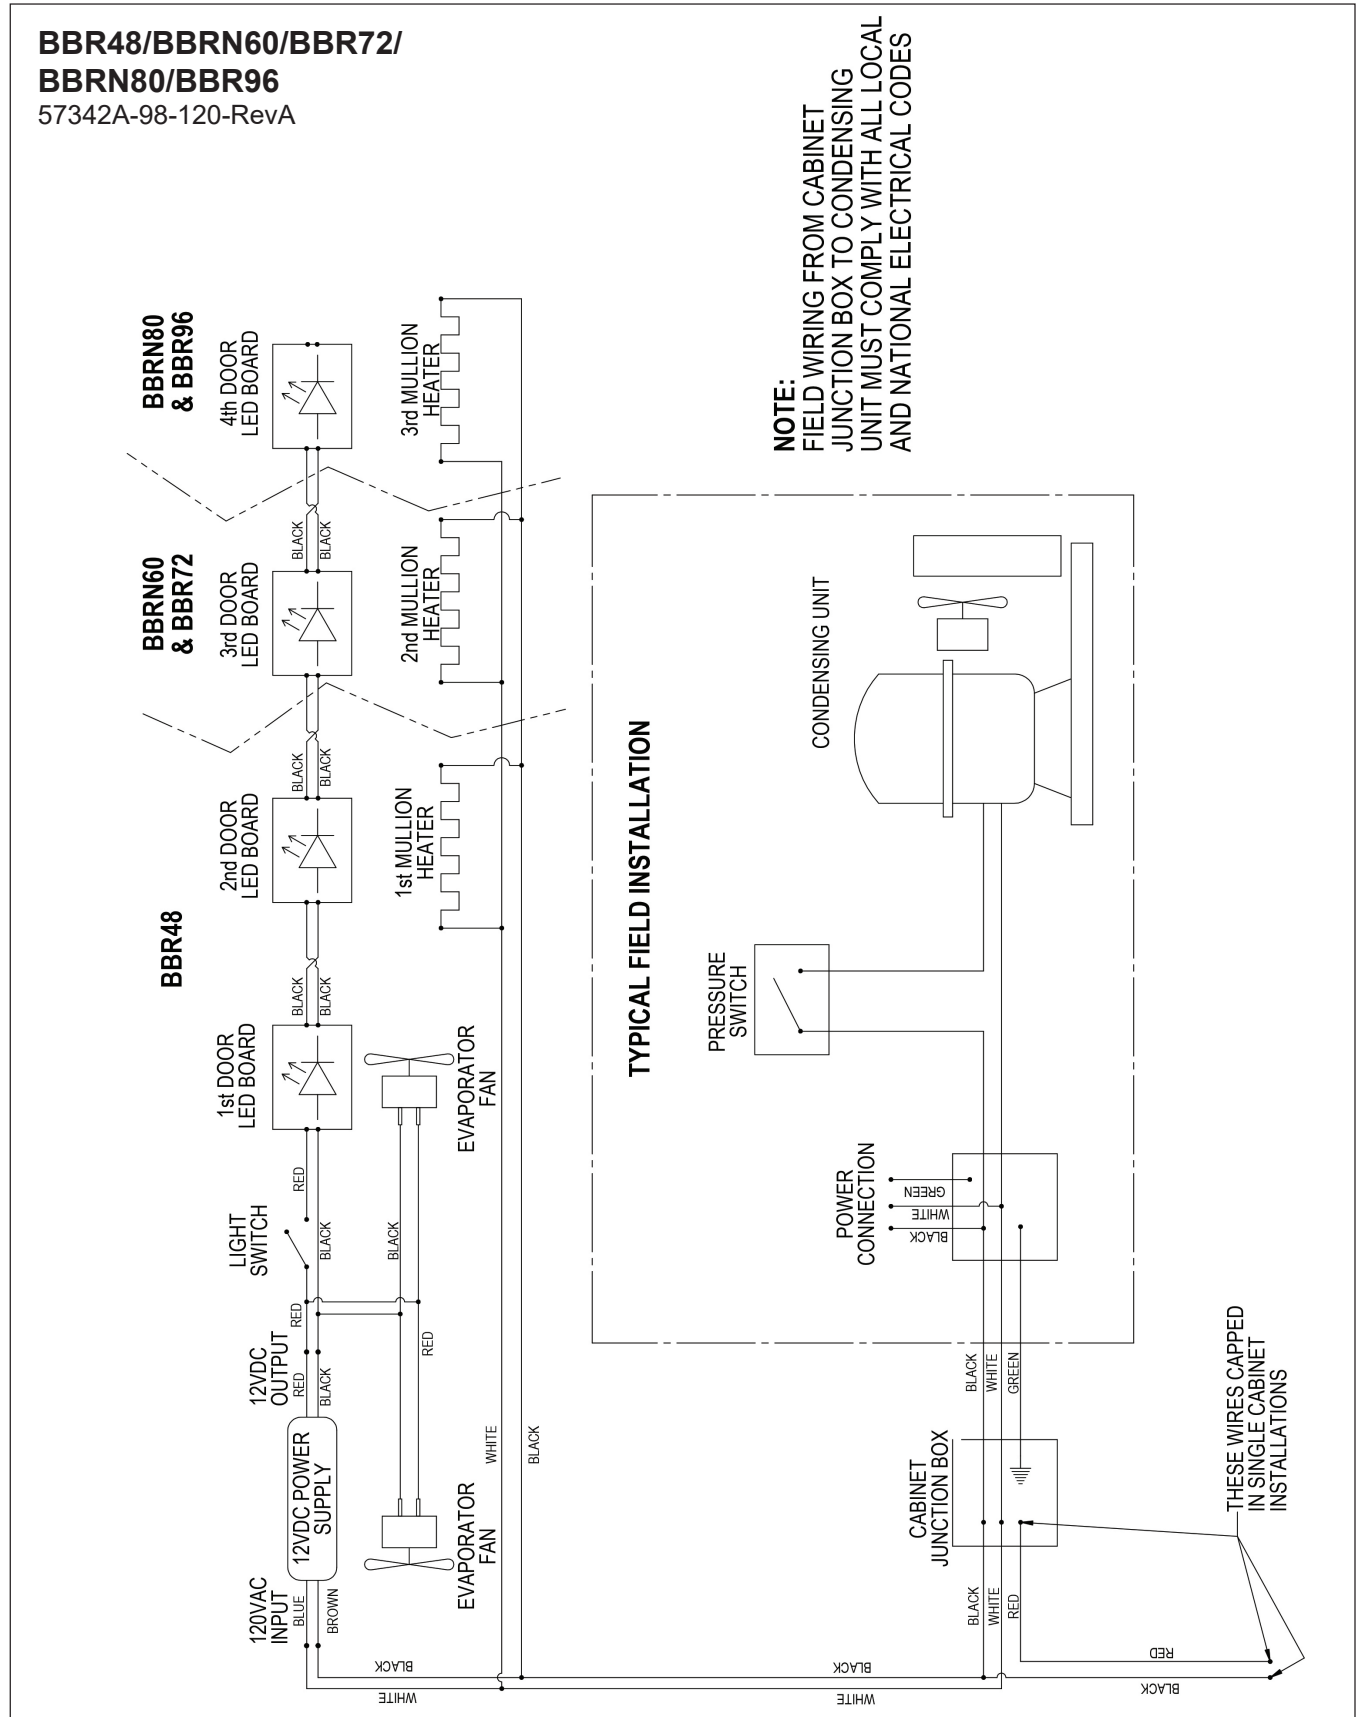 BBR48/BBRN60/BBR72/
BBRN80/BBR96
57342A-98-120-RevA
NOTE:
FIELD WIRING FROM CABINET
JUNCTION BOX TO CONDENSING
UNIT MUST COMPLY WITH ALL LOCAL
AND NATIONAL ELECTRICAL CODES
BBRN80
& BBR96
4th DOOR
LED BOARD
3rd MULLION
HEATER
BLACK
BLACK
BBRN60
& BBR72
3rd DOOR
LED BOARD
2nd MULLION
HEATER
BLACK
BLACK
2nd DOOR
LED BOARD
1st MULLION
HEATER
BBR48
BLACK
BLACK
1st DOOR
LED BOARD
EVAPORATOR
FAN
RED
LIGHT
SWITCH
BLACK
BLACK
RED
RED
12VDC
OUTPUT
RED
BLACK
12VDC POWER
SUPPLY
EVAPORATOR
FAN
WHITE
BLACK
120VAC
INPUT
BLUE
BROWN
BLACK
WHITE
TYPICAL FIELD INSTALLATION
CONDENSING UNIT
PRESSURE
SWITCH
POWER
CONNECTION
GREEN
WHITE
BLACK
BLACK
WHITE
GREEN
CABINET
JUNCTION BOX
BLACK
WHITE
RED
BLACK
WHITE
RED
BLACK
THESE WIRES CAPPED
IN SINGLE CABINET
INSTALLATIONS